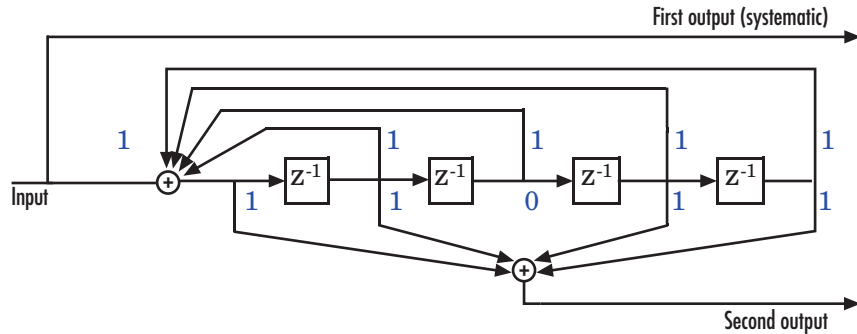 First output (systematic)
1 1 1 1 1
Input
z-1 z-1 z-1 z-1
1 1 0 1 1
Second output